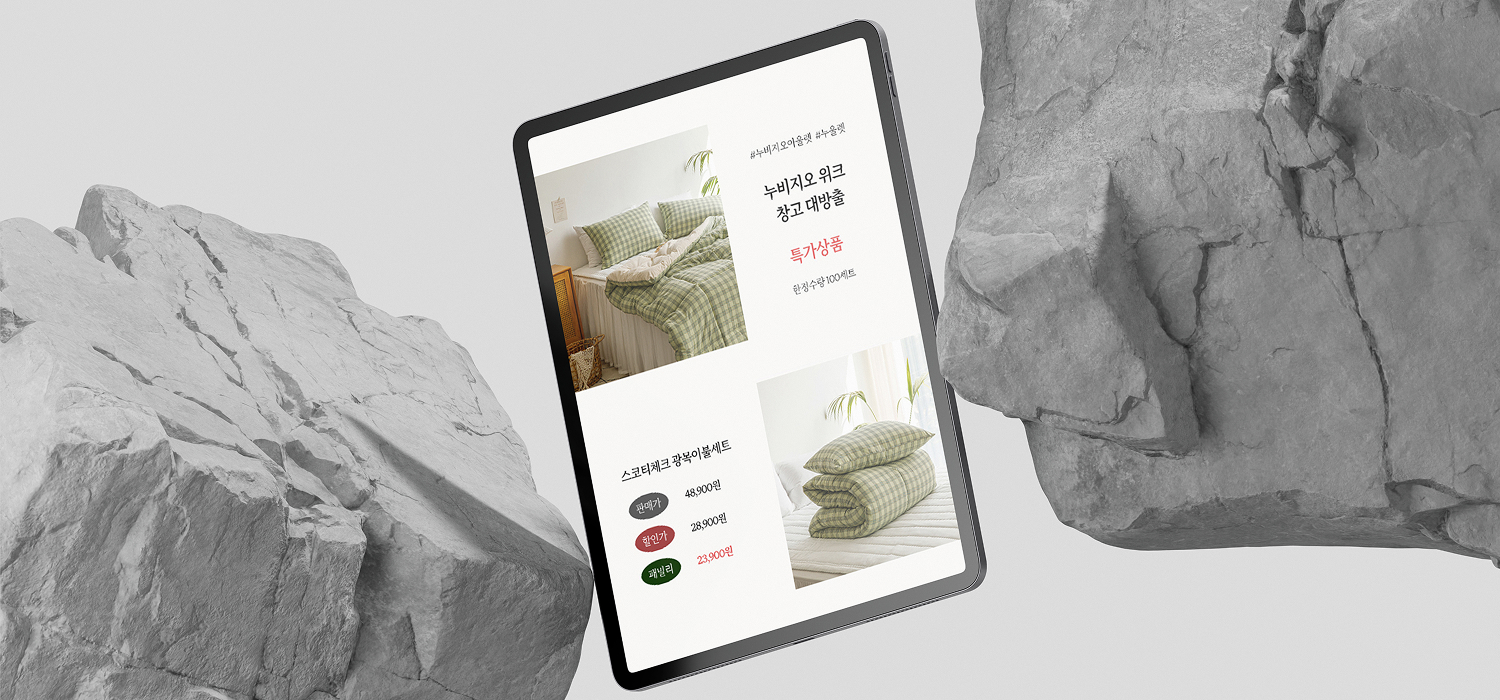 #누비지오아울렛 #누울렛
누비지오 위크
창고 대방출
특가상품
한정수량 100세트
스코티체크 광목이불세트
판매가 48,900원
할인가 28,900원
패밀리 23,900원